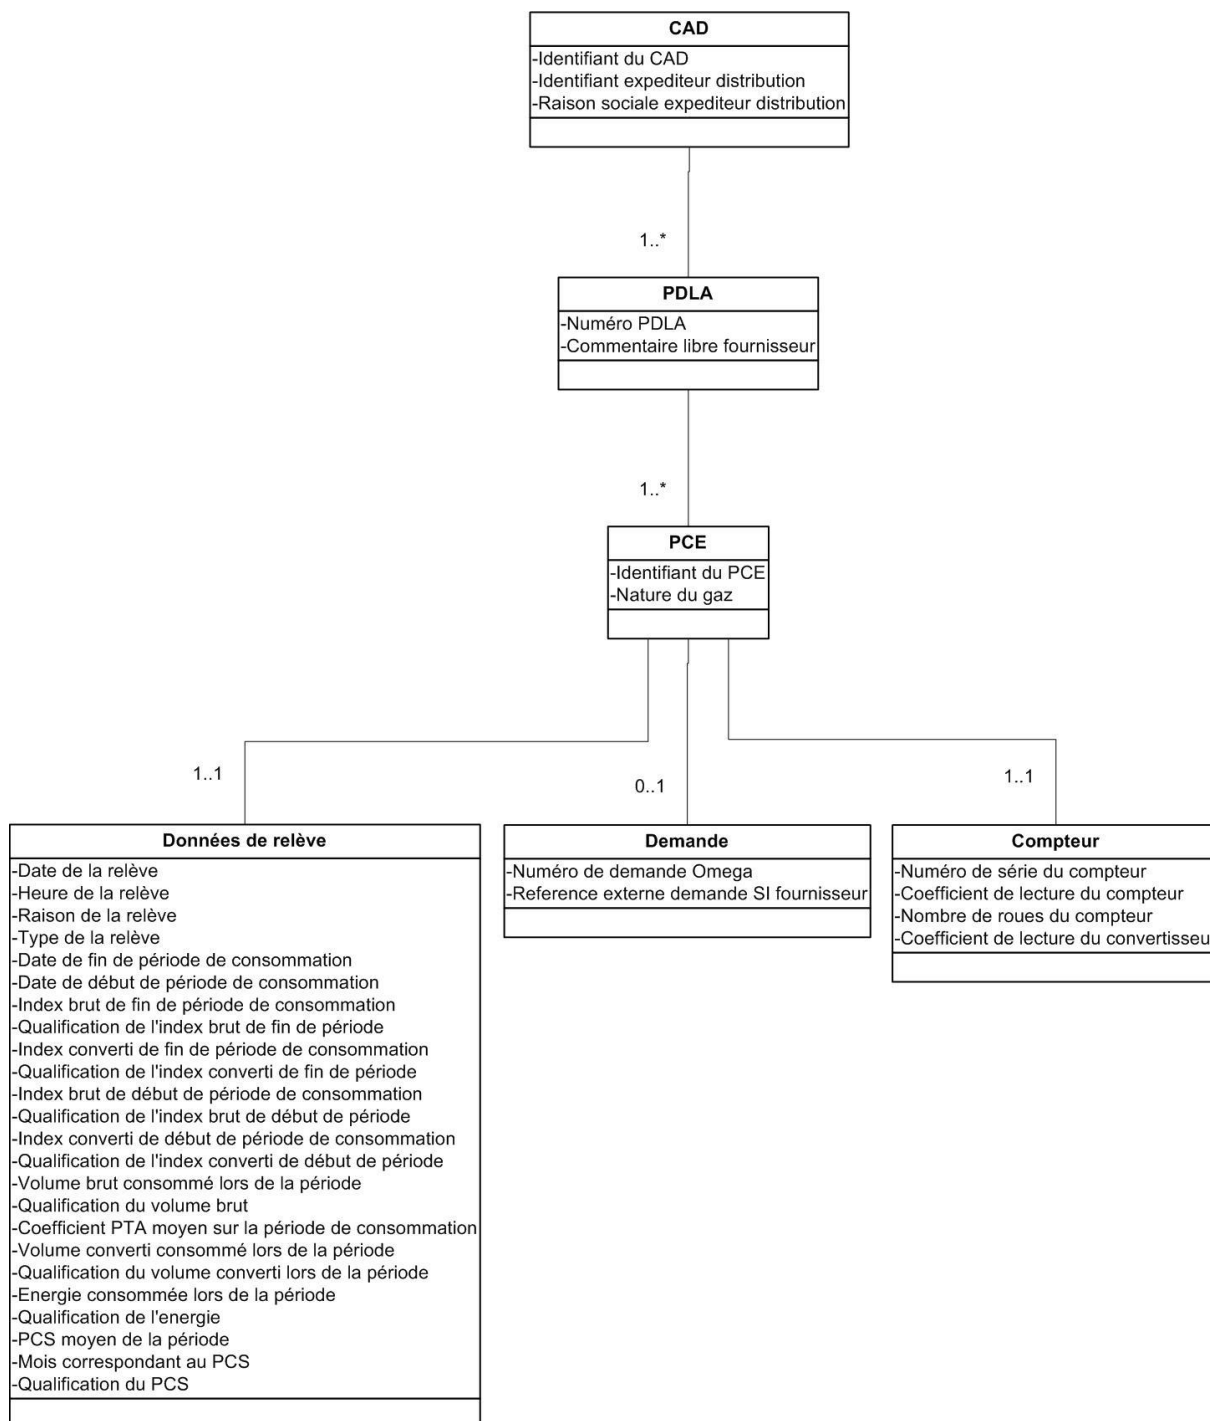 CAD
-Identifiant du CAD
-Identifiant expediteur distribution
-Raison sociale expediteur distribution
1..*
PDLA
-Numéro PDLA
-Commentaire libre fournisseur
1..*
PCE
-Identifiant du PCE
-Nature du gaz
1..1
0..1
1..1
Données de relève
-Date de la relève
-Heure de la relève
-Raison de la relève
-Type de la relève
-Date de fin de période de consommation
-Date de début de période de consommation
-Index brut de fin de période de consommation
-Qualification de l'index brut de fin de période
-Index converti de fin de période de consommation
-Qualification de l'index converti de fin de période
-Index brut de début de période de consommation
-Qualification de l'index brut de début de période
-Index converti de début de période de consommation
-Qualification de l'index converti de début de période
-Volume brut consommé lors de la période
-Qualification du volume brut
-Coefficient PTA moyen sur la période de consommation
-Volume converti consommé lors de la période
-Qualification du volume converti lors de la période
-Energie consommée lors de la période
-Qualification de l'energie
-PCS moyen de la période
-Mois correspondant au PCS
-Qualification du PCS
Demande
-Numéro de demande Omega
-Reference externe demande SI fournisseur
Compteur
-Numéro de série du compteur
-Coefficient de lecture du compteur
-Nombre de roues du compteur
-Coefficient de lecture du convertisseu